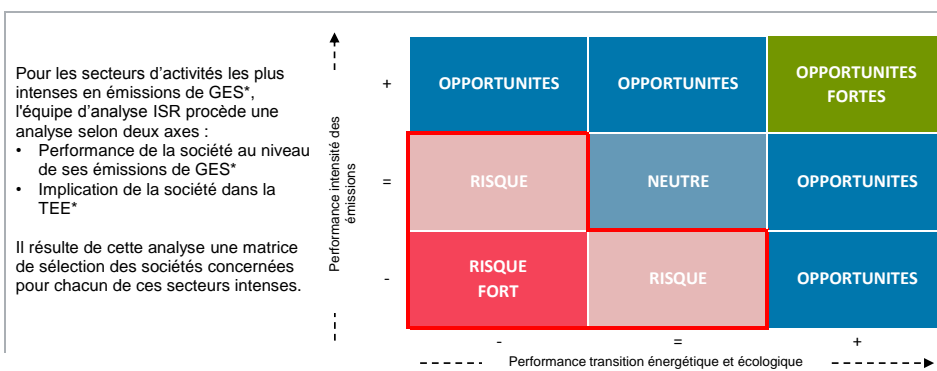 Pour les secteurs d'activités les plus
intenses en émissions de GES*,
l'équipe d'analyse ISR procède une
analyse selon deux axes :
• Performance de la société au niveau
de ses émissions de GES*
• Implication de la société dans la
TEE*
Il résulte de cette analyse une matrice
de sélection des sociétés concernées
pour chacun de ces secteurs intenses.
Performance intensité des
émissions
+
OPPORTUNITES
OPPORTUNITES
OPPORTUNITES
FORTES
=
RISQUE
NEUTRE
OPPORTUNITES
-
RISQUE
FORT
RISQUE
OPPORTUNITES
-
=
+
Performance transition énergétique et écologique